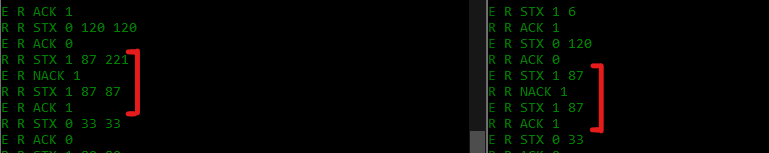 E R ACK 1
R R STX 0 120 120
E R ACK 0
R R STX 1 87 221
E R NACK 1
R R STX 1 87 87
E R ACK 1
R R STX 0 33 33
E R ACK 0
E R STX 1 6
R R ACK 1
E R STX 0 120
R R ACK 0
E R STX 1 87
R R NACK 1
E R STX 1 87
R R ACK 1
E R STX 0 33